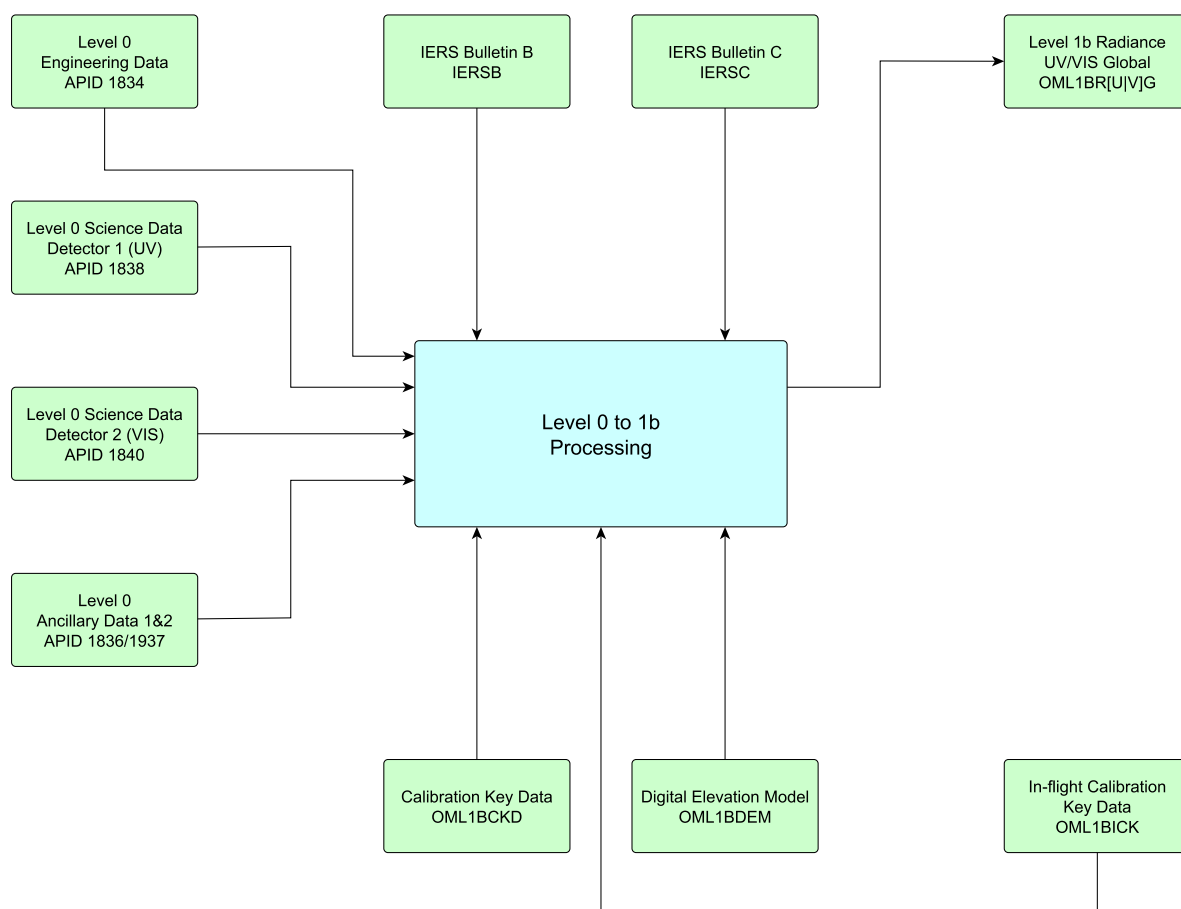 Level 0
Engineering Data
APID 1834
IERS Bulletin B
IERSB
IERS Bulletin C
IERSC
Level 1b Radiance
UV/VIS Global
OML1BR[U|V]G
Level 0 Science Data
Detector 1 (UV)
APID 1838
Level 0 Science Data
Detector 2 (VIS)
APID 1840
Level 0 to 1b
Processing
Level 0
Ancillary Data 1&2
APID 1836/1937
Calibration Key Data
OML1BCKD
Digital Elevation Model
OML1BDEM
In-flight Calibration
Key Data
OML1BICK